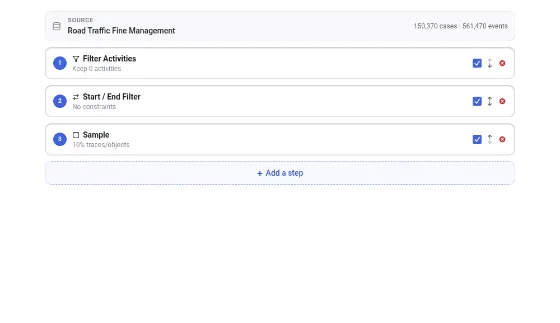 SOURCE
Road Traffic Fine Management
150,370 cases · 561,470 events
1
Filter Activities
Keep 0 activities
2
Start / End Filter
No constraints
3
Sample
10% traces/objects
+ Add a step